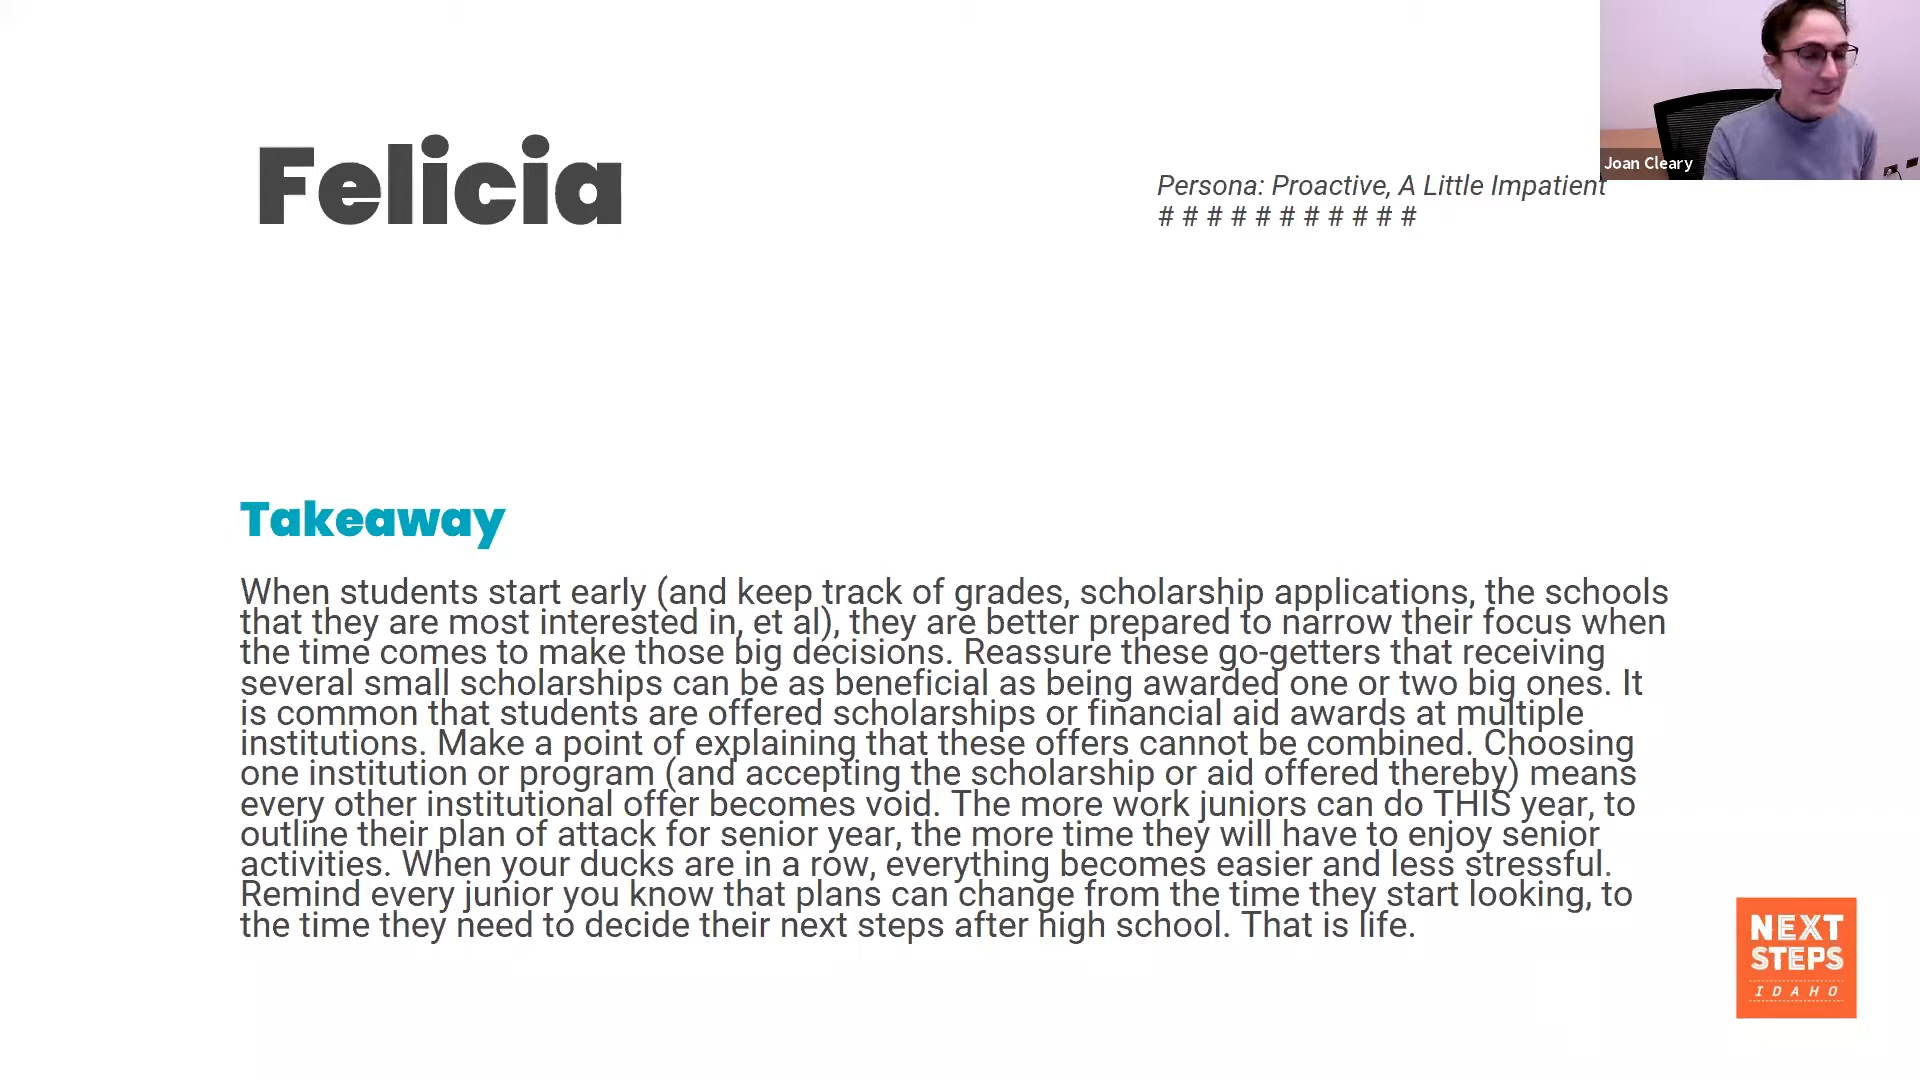 Felicia
Persona: Proactive, A Little Impatient
# # # # # # # # # # #
Joan Cleary
Takeaway
When students start early (and keep track of grades, scholarship applications, the schools
that they are most interested in, et al), they are better prepared to narrow their focus when
the time comes to make those big decisions. Reassure these go-getters that receiving
several small scholarships can be as beneficial as being awarded one or two big ones. It
is common that students are offered scholarships or financial aid awards at multiple
institutions. Make a point of explaining that these offers cannot be combined. Choosing
one institution or program (and accepting the scholarship or aid offered thereby) means
every other institutional offer becomes void. The more work juniors can do THIS year, to
outline their plan of attack for senior year, the more time they will have to enjoy senior
activities. When your ducks are in a row, everything becomes easier and less stressful.
Remind every junior you know that plans can change from the time they start looking, to
the time they need to decide their next steps after high school. That is life.
NEXT
STEPS
IDAHO